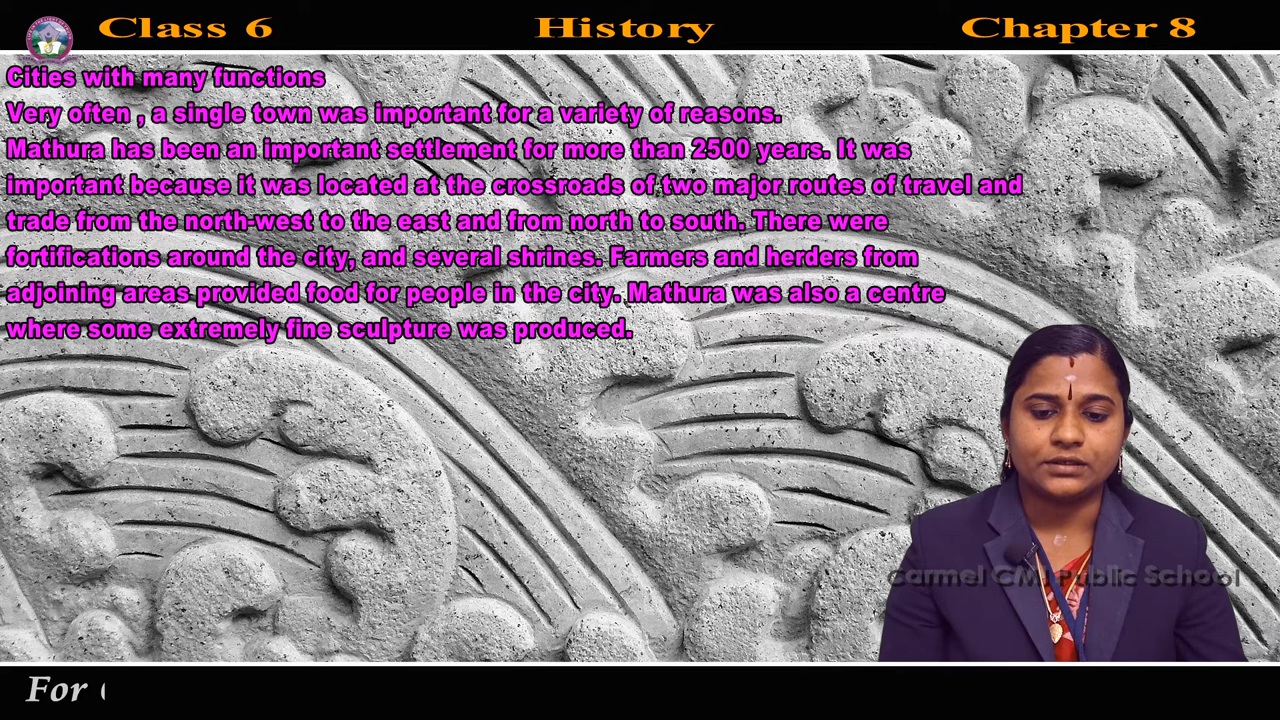 Class 6 History Chapter 8
Cities with many functions
Very often , a single town was important for a variety of reasons.
Mathura has been an important settlement for more than 2500 years. It was
important because it was located at the crossroads of two major routes of travel and
trade from the north-west to the east and from north to south. There were
fortifications around the city, and several shrines. Farmers and herders from
adjoining areas provided food for people in the city. Mathura was also a centre
where some extremely fine sculpture was produced.
Carmel CMI Public School
For